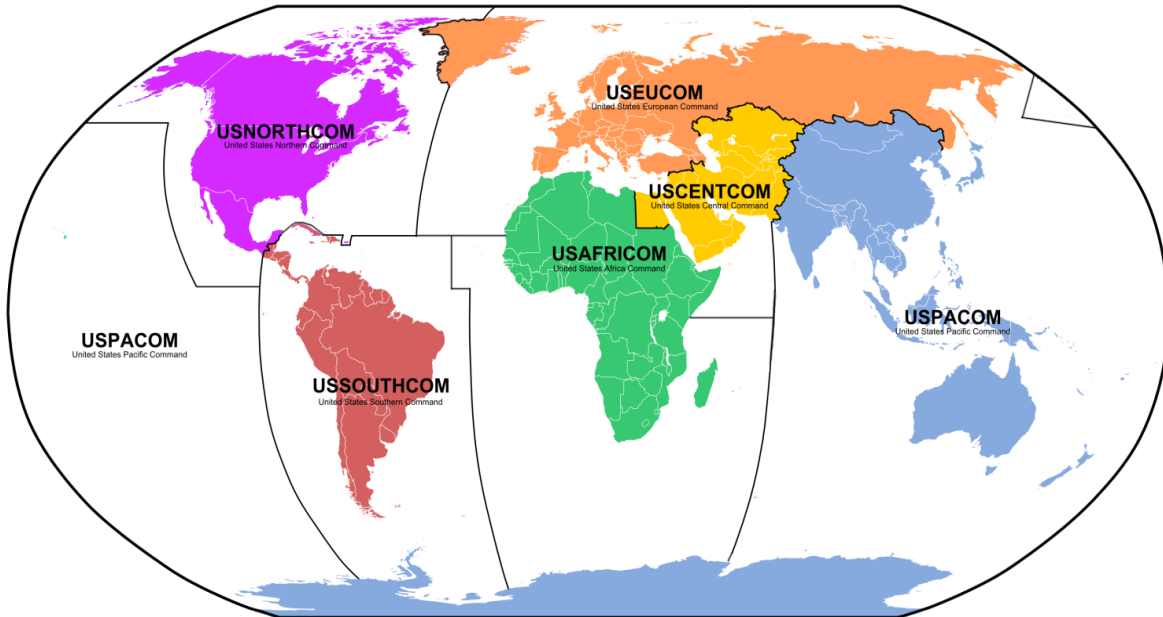 USEUCOM
United States European Command
USNORTHCOM
United States Northern Command
USCENTCOM
United States Central Command
USAFRICOM
United States Africa Command
USPACOM
United States Pacific Command
USPACOM
United States Pacific Command
USSOUTHCOM
United States Southern Command